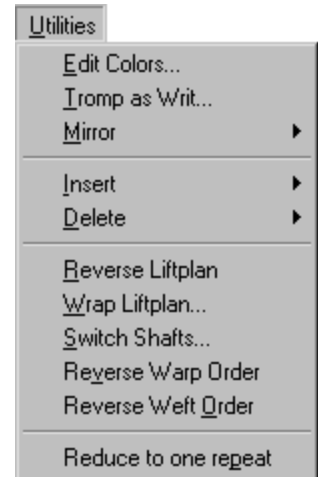 Utilities
Edit Colors...
Tromp as Writ...
Mirror
Insert
Delete
Reverse Liftplan
Wrap Liftplan...
Switch Shafts...
Reverse Warp Order
Reverse Weft Order
Reduce to one repeat